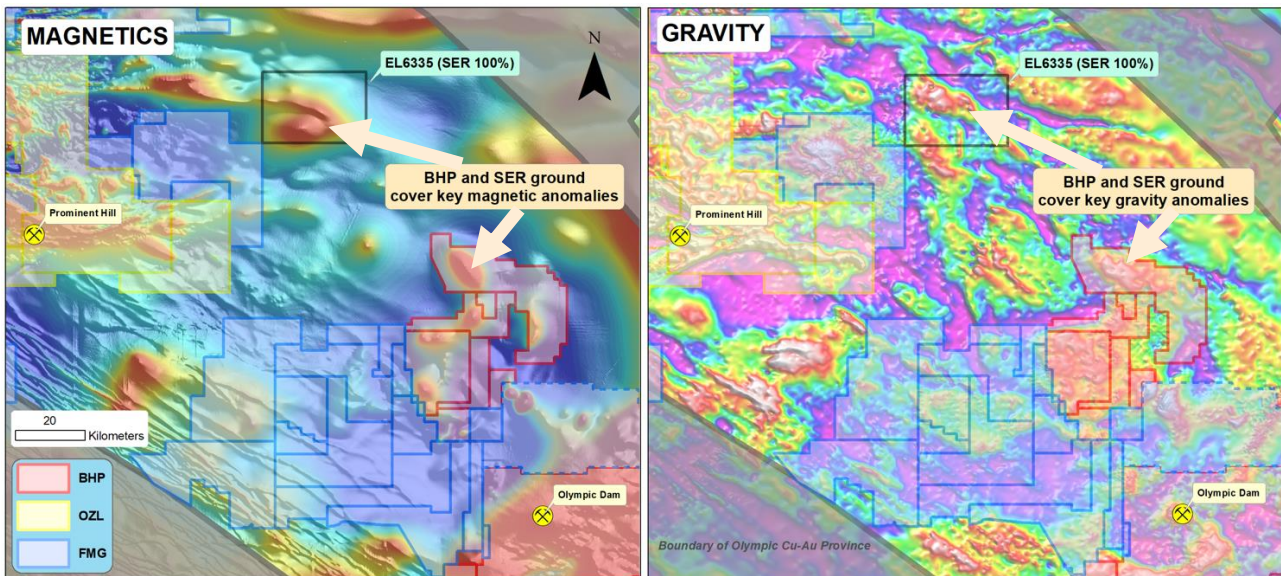 MAGNETICS
N
EL6335 (SER 100%)
BHP and SER ground
cover key magnetic anomalies
Prominent Hill
20
Kilometers
BHP
OZL
FMG
Olympic Dam
GRAVITY
EL6335 (SER 100%)
BHP and SER ground
cover key gravity anomalies
Prominent Hill
Olympic Dam
Boundary of Olympic Cu-Au Province